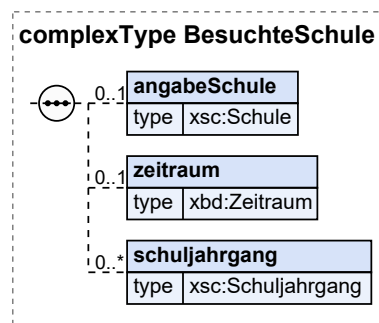 complexType BesuchteSchule
0..1 angabeSchule
type xsc:Schule
0..1 zeitraum
type xbd:Zeitraum
0..* schuljahrgang
type xsc:Schuljahrgang